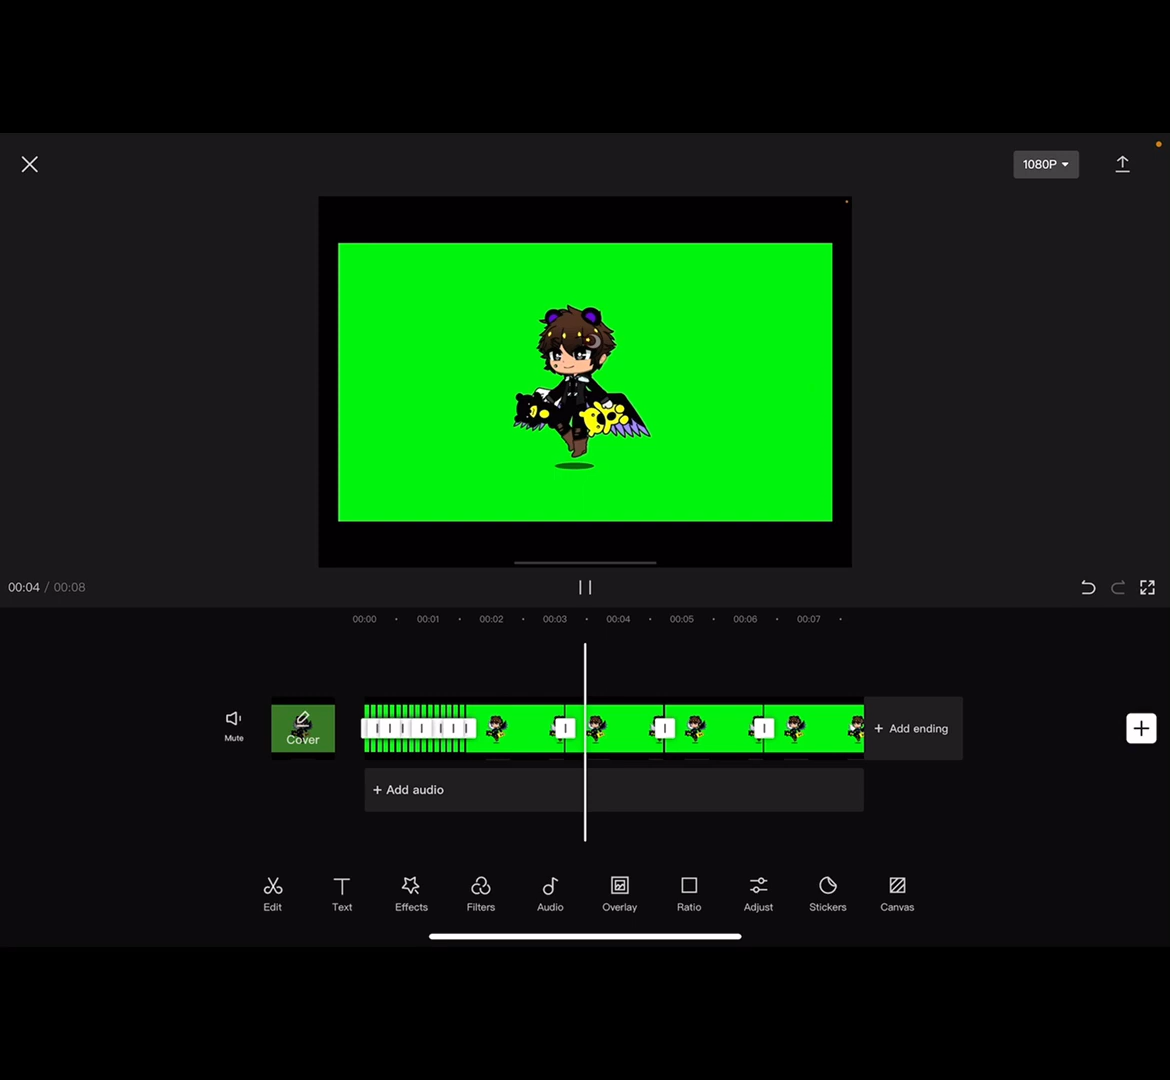 1080P
00:04 / 00:08
00:00 00:01 00:02 00:03 00:04 00:05 00:06 00:07
Mute
Cover
+ Add ending
+ Add audio
Edit Text Effects Filters Audio Overlay Ratio Adjust Stickers Canvas